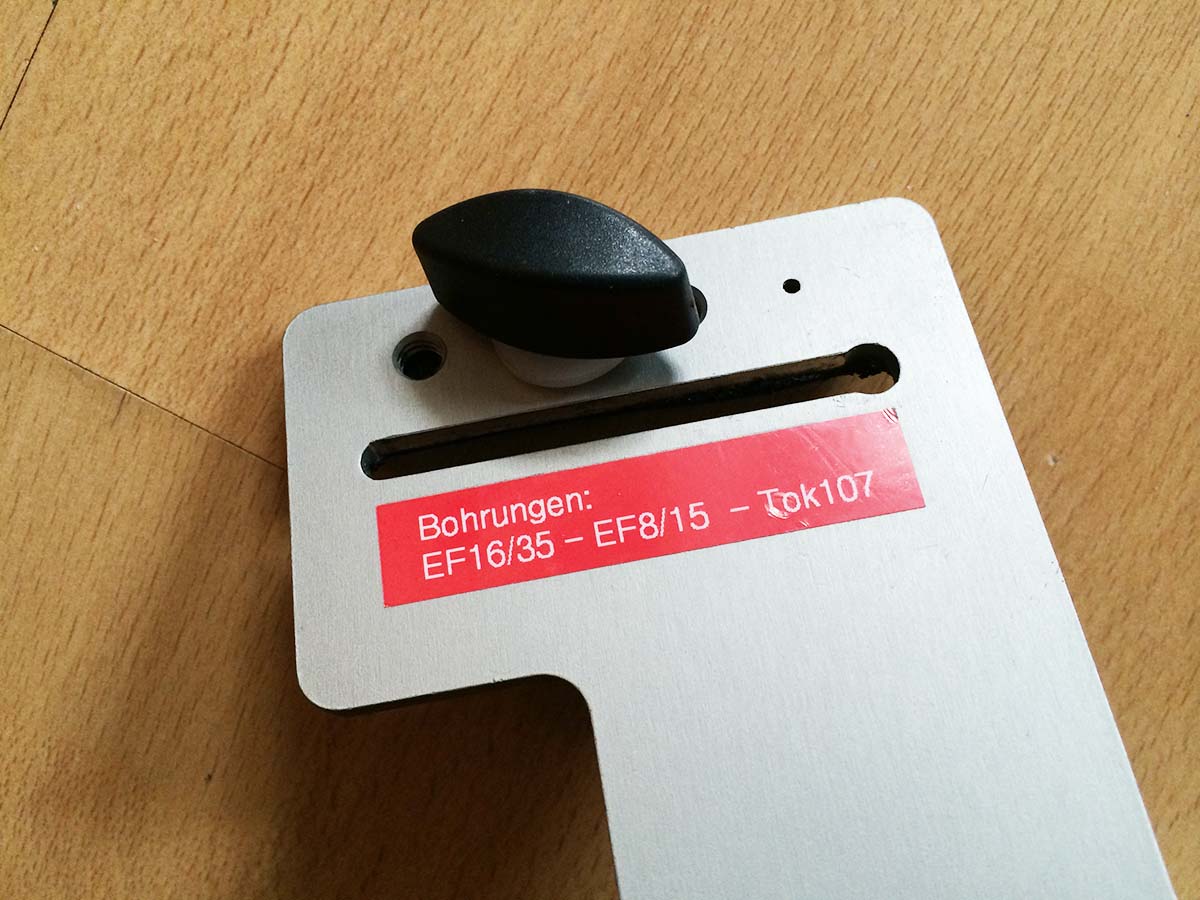 Bohrungen:
EF16/35 – EF8/15 – Tok107